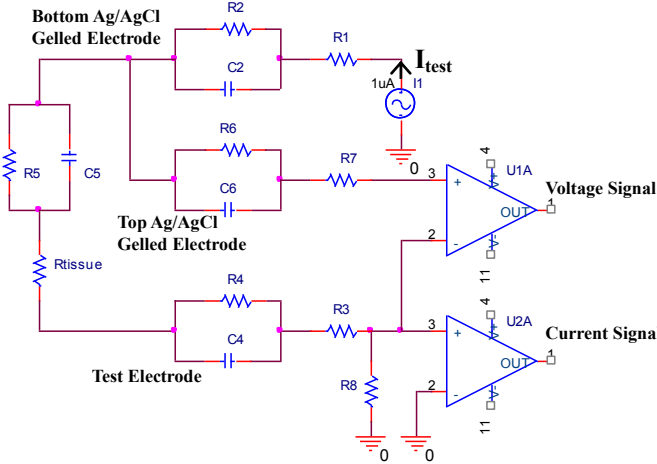 Bottom Ag/AgCl
Gelled Electrode
R2
C2
R1
Itest
1uA
I1
0
R5
C5
R6
C6
R7
Top Ag/AgCl
Gelled Electrode
3
+
2
-
4
V+
U1A
OUT
1
V-
11
Voltage Signal
Rtissue
R4
C4
Test Electrode
R3
R8
0
3
+
2
-
0
4
V+
U2A
OUT
1
V-
11
Current Signa